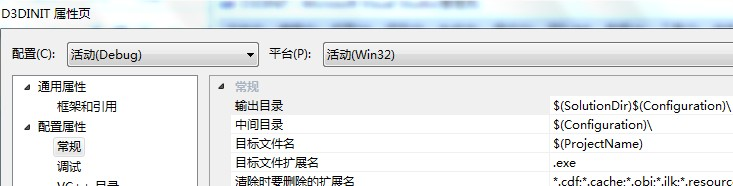 D3DINIT 属性页
配置(C): 活动(Debug) 平台(P): 活动(Win32)
通用属性
框架和引用
配置属性
常规
调试
VC++ 目录
常规
输出目录 $(SolutionDir)$(Configuration)\
中间目录 $(Configuration)\
目标文件名 $(ProjectName)
目标文件扩展名 .exe
清除时要删除的扩展名 *.cdf;*.cache;*.obj;*.ilk;*.resource